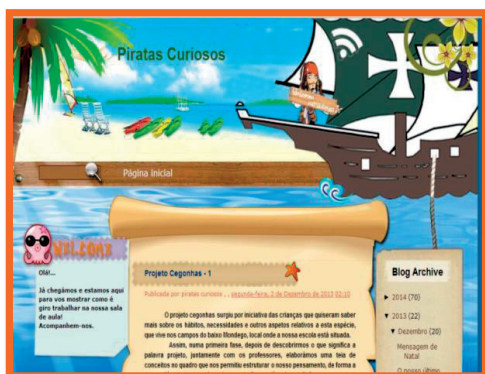 Piratas Curiosos
Página inicial
WELCOME
Olá!...
Já chegámos e estamos aqui
para vos mostrar como é
giro trabalhar na nossa sala
de aula!
Acompanhem-nos.
Projeto Cegonhas - 1
Publicada por piratas curiosos . . segunda-feira, 2 de Dezembro de 2013 03:10
O projeto cegonhas surgiu por iniciativa das crianças que quiseram saber
mais sobre os hábitos, necessidades e outros aspetos relativos a esta espécie,
que vive nos campos do baixo Mondego, local onde a nossa escola está situada.
Assim, numa primeira fase, depois de descobrirmos o que significa a
palavra projeto, juntamente com os professores, elaborámos uma teia de
conceitos no quadro que nos permitiu estruturar o nosso pensamento, de forma a
Blog Archive
► 2014 (70)
▼ 2013 (22)
▼ Dezembro (20)
Mensagem de
Natal
O nosso último